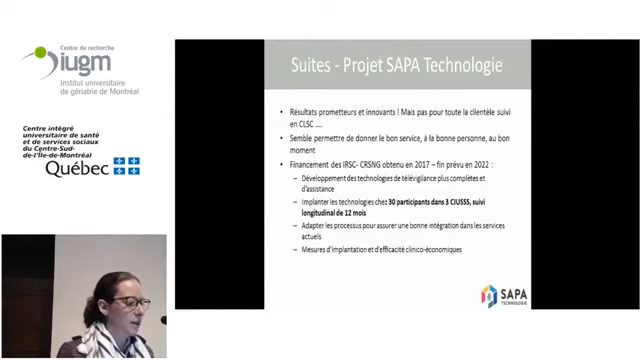 Centre de recherche
iugm
Institut universitaire
de gériatrie de Montréal
Centre intégré
universitaire de santé
et de services sociaux
du Centre-Sud-
de-l'Île-de-Montréal
Québec
Suites - Projet SAPA Technologie
• Résultats prometteurs et innovants ! Mais pas pour toute la clientèle suivi
en CLSC ....
• Semble permettre de donner le bon service, à la bonne personne, au bon
moment
• Financement des IRSC- CRSNG obtenu en 2017 – fin prévu en 2022 :
– Développement des technologies de télévigilance plus complètes et
d'assistance
– Implanter les technologies chez 30 participants dans 3 CIUSSS, suivi
longitudinal de 12 mois
– Adapter les processus pour assurer une bonne intégration dans les services
actuels
– Mesures d'implantation et d'efficacité clinico-économiques
SAPA
TECHNOLOGIE